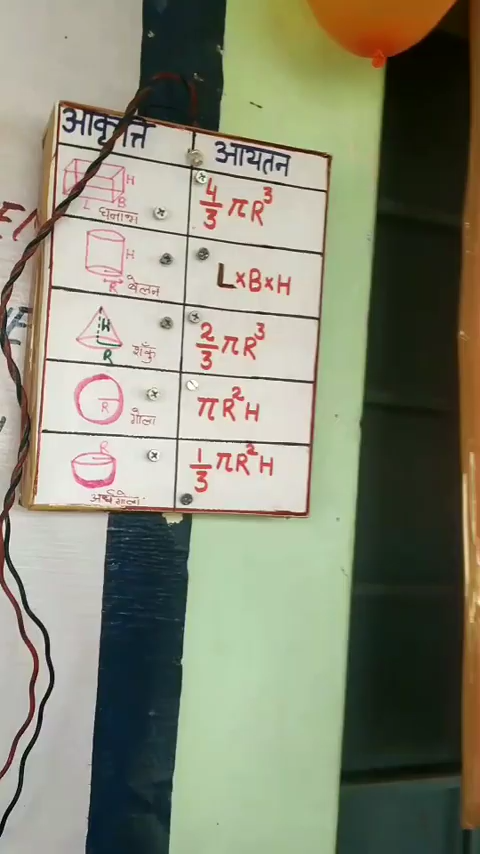 आकृति आयतन
H
L B
घनाभ
4/3 πR³
H
R
बेलन
L×B×H
H
R
शंकु
2/3 πR³
R
गोला
πR²H
R
अर्धगोला
1/3 πR²H